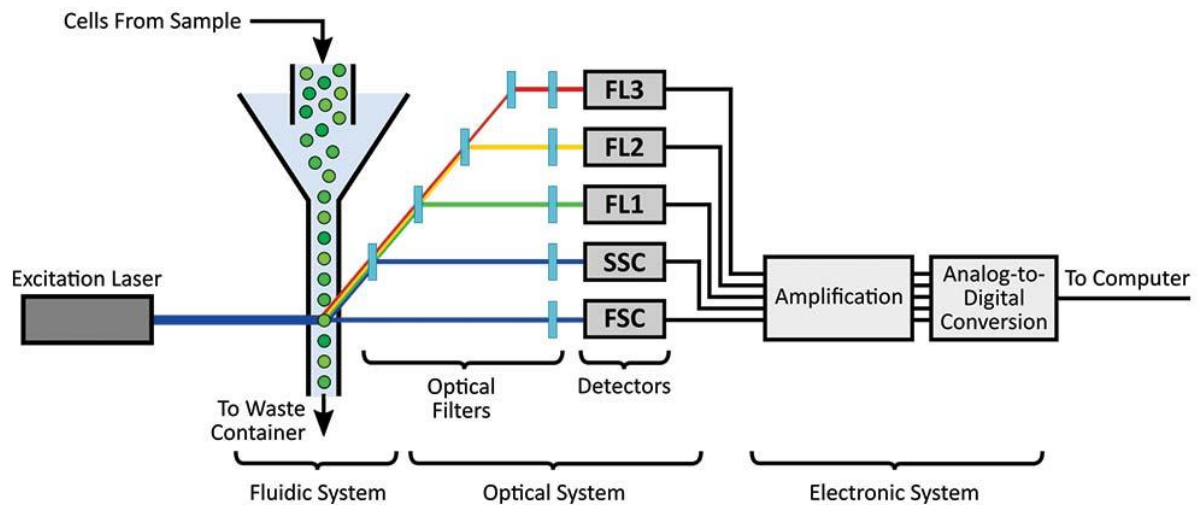 Cells From Sample
FL3
FL2
FL1
SSC
FSC
Excitation Laser
Amplification
Analog-to-
Digital
Conversion
To Computer
Optical
Filters
Detectors
To Waste
Container
Fluidic System
Optical System
Electronic System